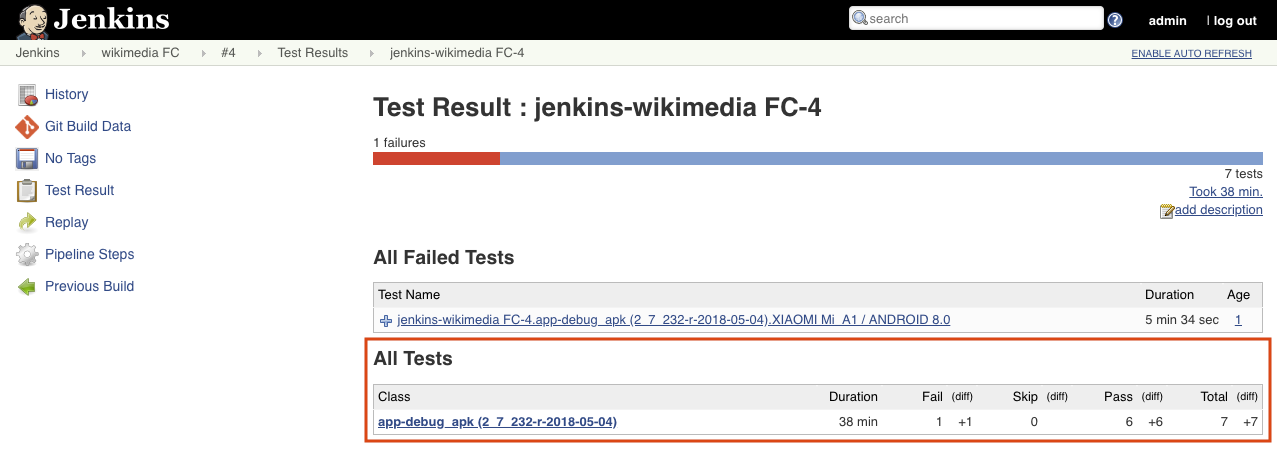 Jenkins
search
?
admin
| log out
Jenkins
wikimedia FC
#4
Test Results
jenkins-wikimedia FC-4
ENABLE AUTO REFRESH
History
Git Build Data
No Tags
Test Result
Replay
Pipeline Steps
Previous Build
Test Result : jenkins-wikimedia FC-4
1 failures
7 tests
Took 38 min.
add description
All Failed Tests
Test Name Duration Age
jenkins-wikimedia FC-4.app-debug_apk (2_7_232-r-2018-05-04).XIAOMI Mi_A1 / ANDROID 8.0 5 min 34 sec 1
All Tests
Class Duration Fail (diff) Skip (diff) Pass (diff) Total (diff)
app-debug_apk (2_7_232-r-2018-05-04) 38 min 1 +1 0 6 +6 7 +7